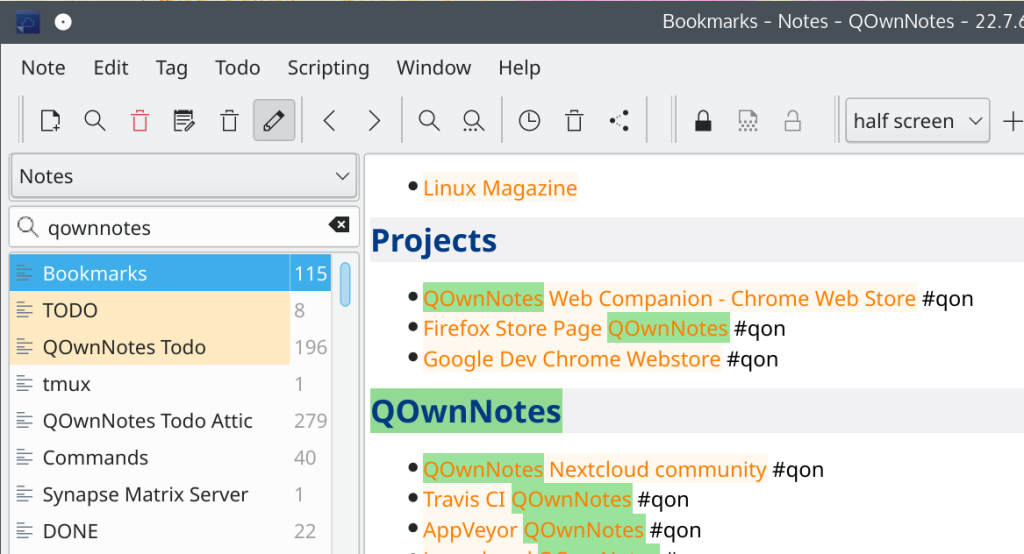 Bookmarks - Notes - QOwnNotes - 22.7.6
Note Edit Tag Todo Scripting Window Help
half screen
Notes
qownnotes
Bookmarks 115
TODO 8
QOwnNotes Todo 196
tmux 1
QOwnNotes Todo Attic 279
Commands 40
Synapse Matrix Server 1
DONE 22
Linux Magazine
Projects
QOwnNotes Web Companion - Chrome Web Store #qon
Firefox Store Page QOwnNotes #qon
Google Dev Chrome Webstore #qon
QOwnNotes
QOwnNotes Nextcloud community #qon
Travis CI QOwnNotes #qon
AppVeyor QOwnNotes #qon